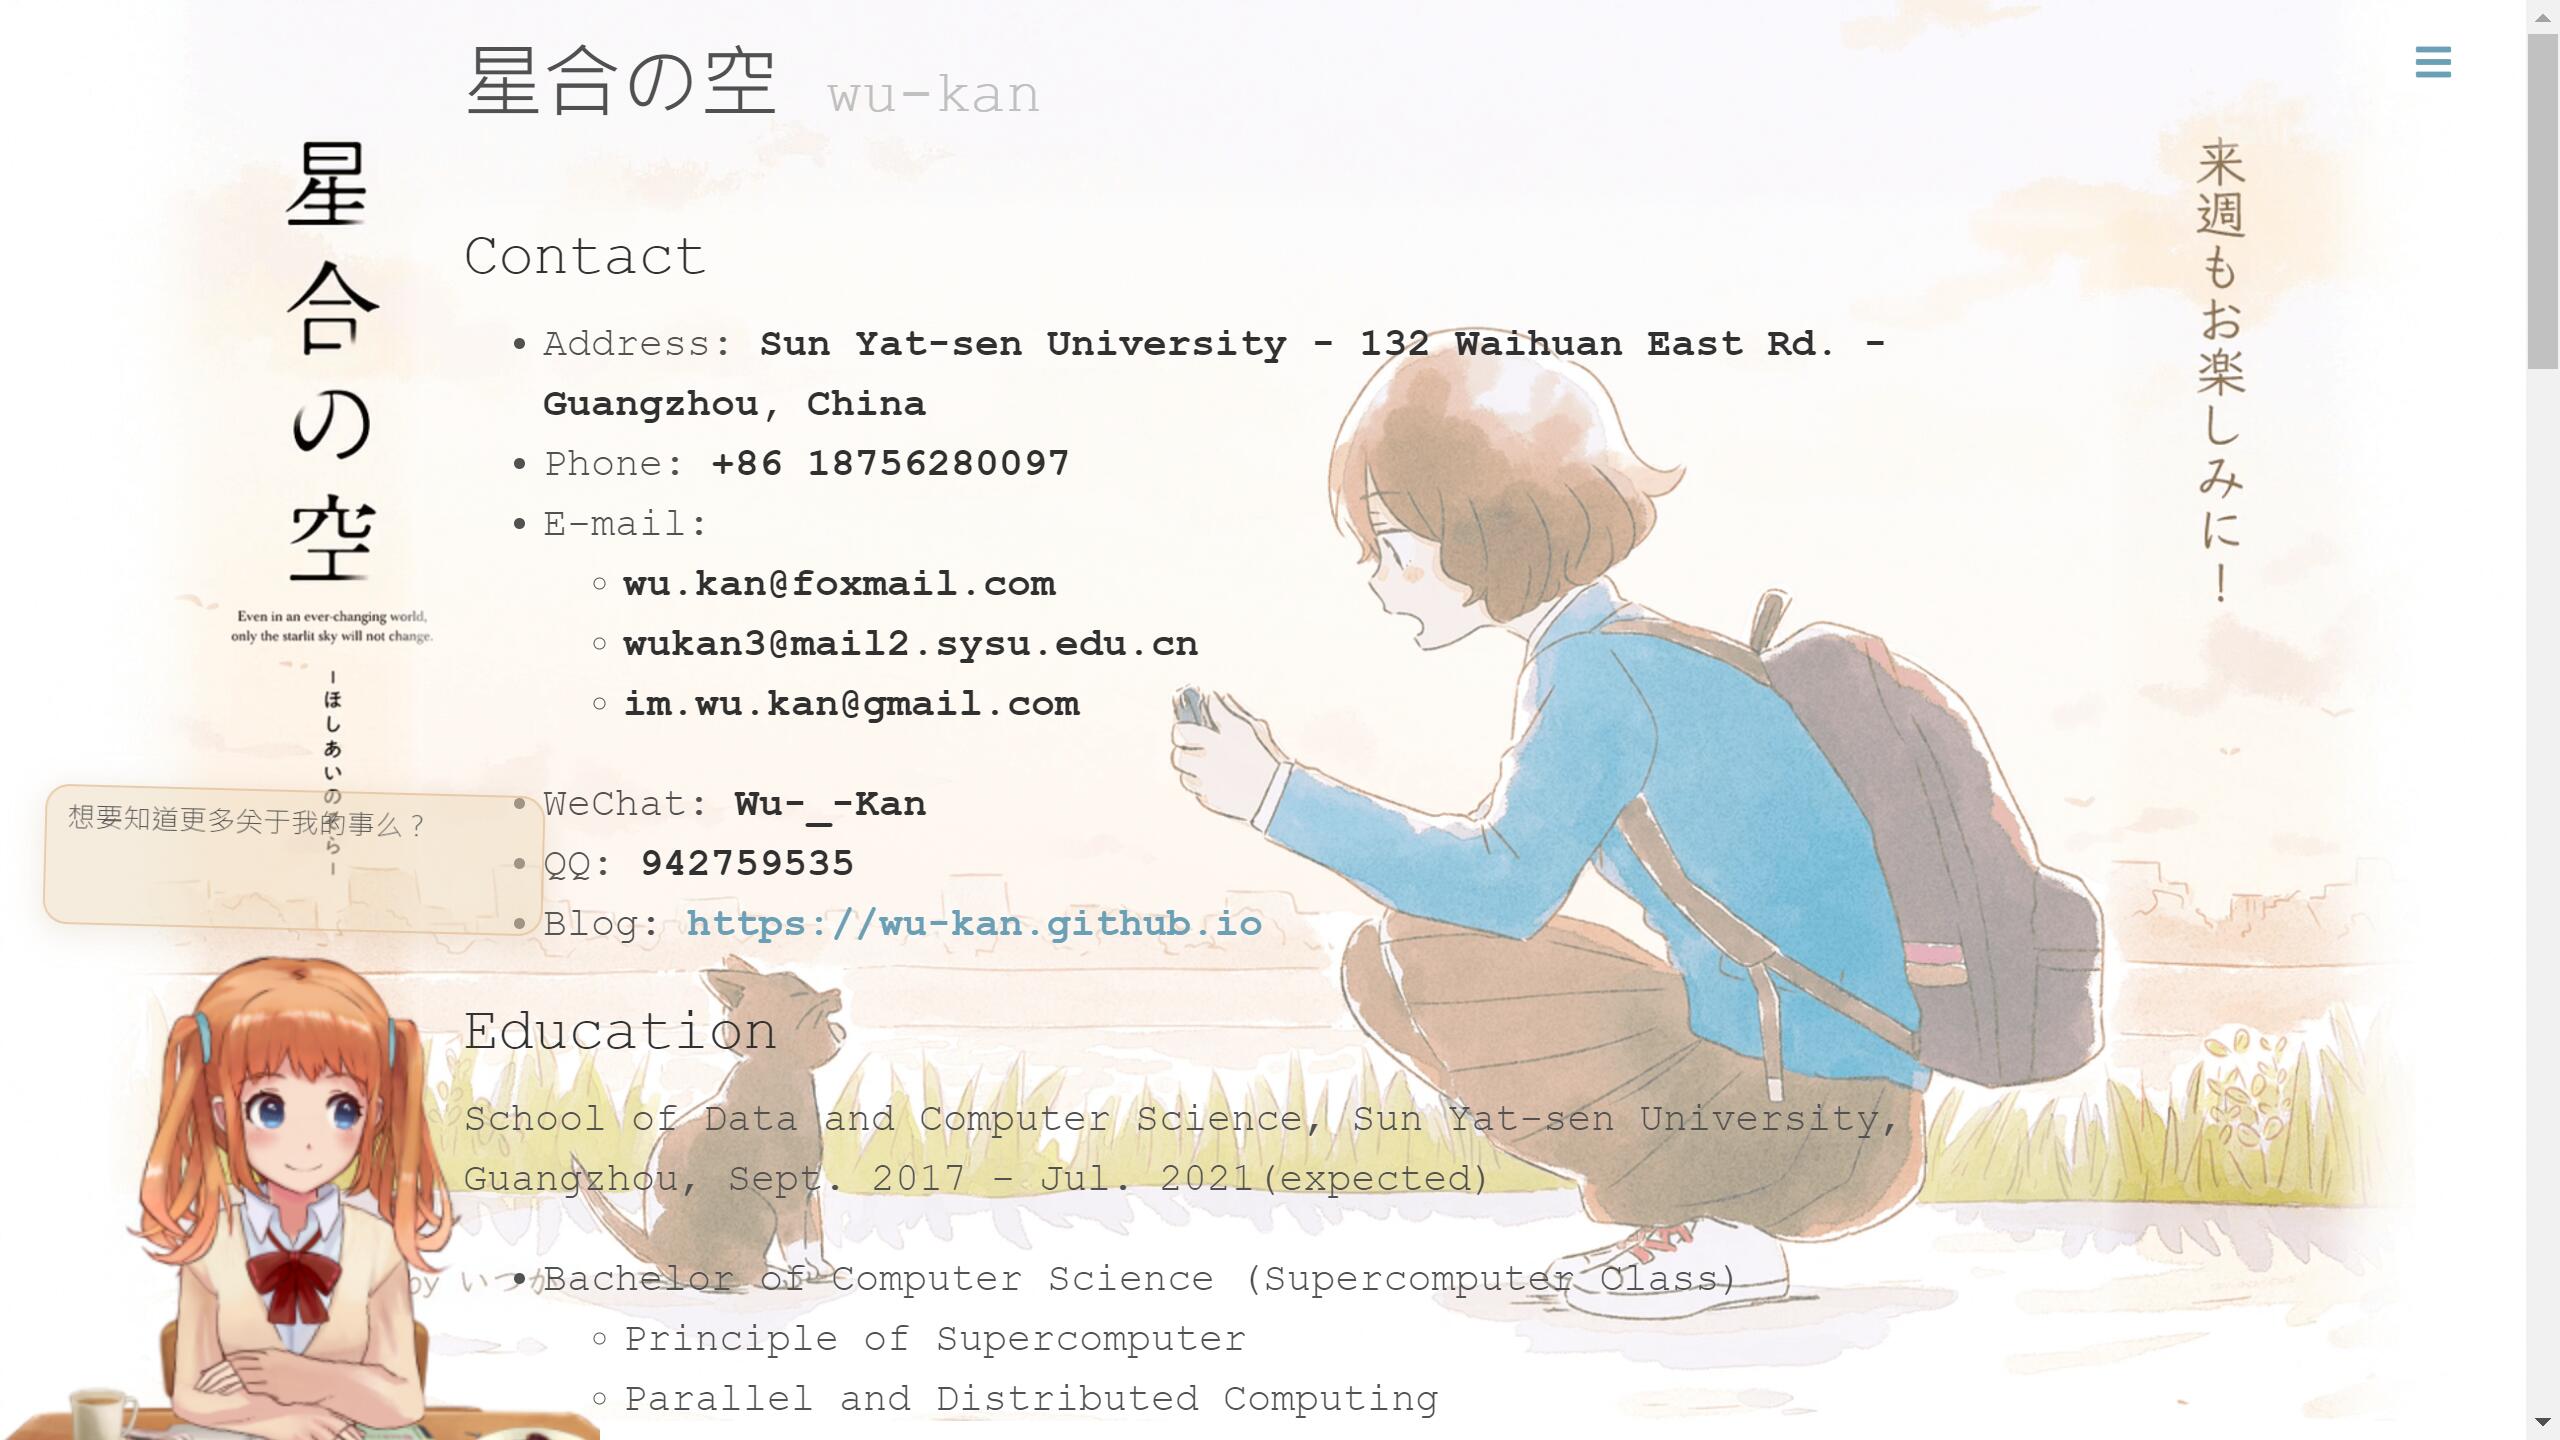 星合の空 wu-kan
星合の空
Even in an ever-changing world,
only the starlit sky will not change.
ーほしあいのそらー
来週もお楽しみに!
Contact
Address: Sun Yat-sen University - 132 Waihuan East Rd. -
Guangzhou, China
Phone: +86 18756280097
E-mail:
wu.kan@foxmail.com
wukan3@mail2.sysu.edu.cn
im.wu.kan@gmail.com
WeChat: Wu-_-Kan
QQ: 942759535
Blog: https://wu-kan.github.io
想要知道更多关于我的事么?
Education
School of Data and Computer Science, Sun Yat-sen University,
Guangzhou, Sept. 2017 - Jul. 2021(expected)
by いつか
Bachelor of Computer Science (Supercomputer Class)
Principle of Supercomputer
Parallel and Distributed Computing